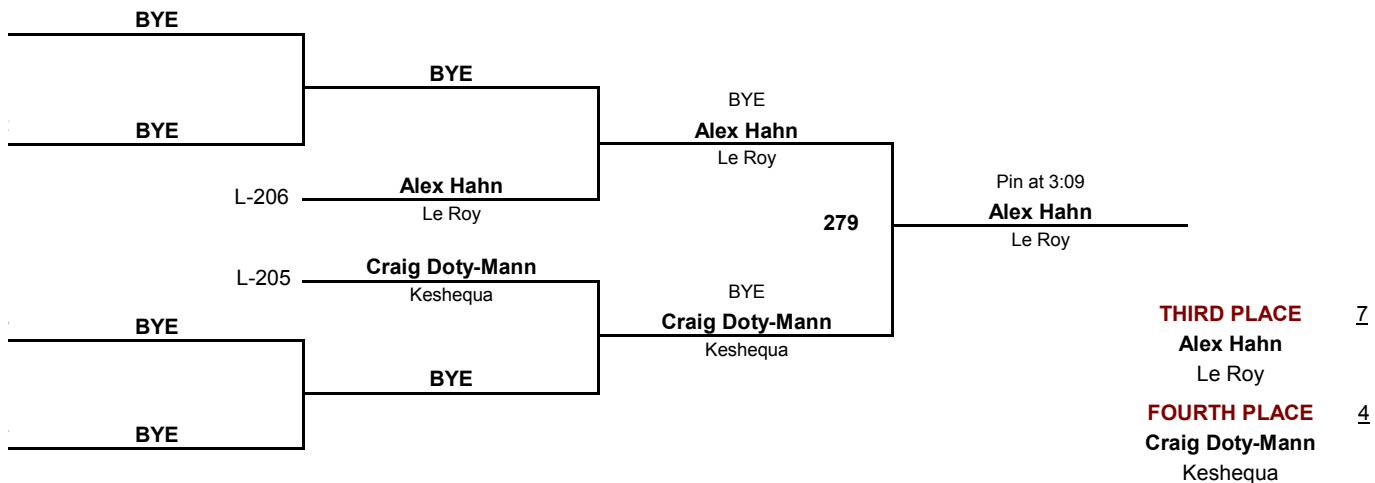 BYE
BYE
BYE
BYE
Alex Hahn
Le Roy
L-206
Alex Hahn
Le Roy
Pin at 3:09
Alex Hahn
Le Roy
279
L-205
Craig Doty-Mann
Keshequa
BYE
Craig Doty-Mann
Keshequa
BYE
BYE
BYE
THIRD PLACE 7
Alex Hahn
Le Roy
FOURTH PLACE 4
Craig Doty-Mann
Keshequa